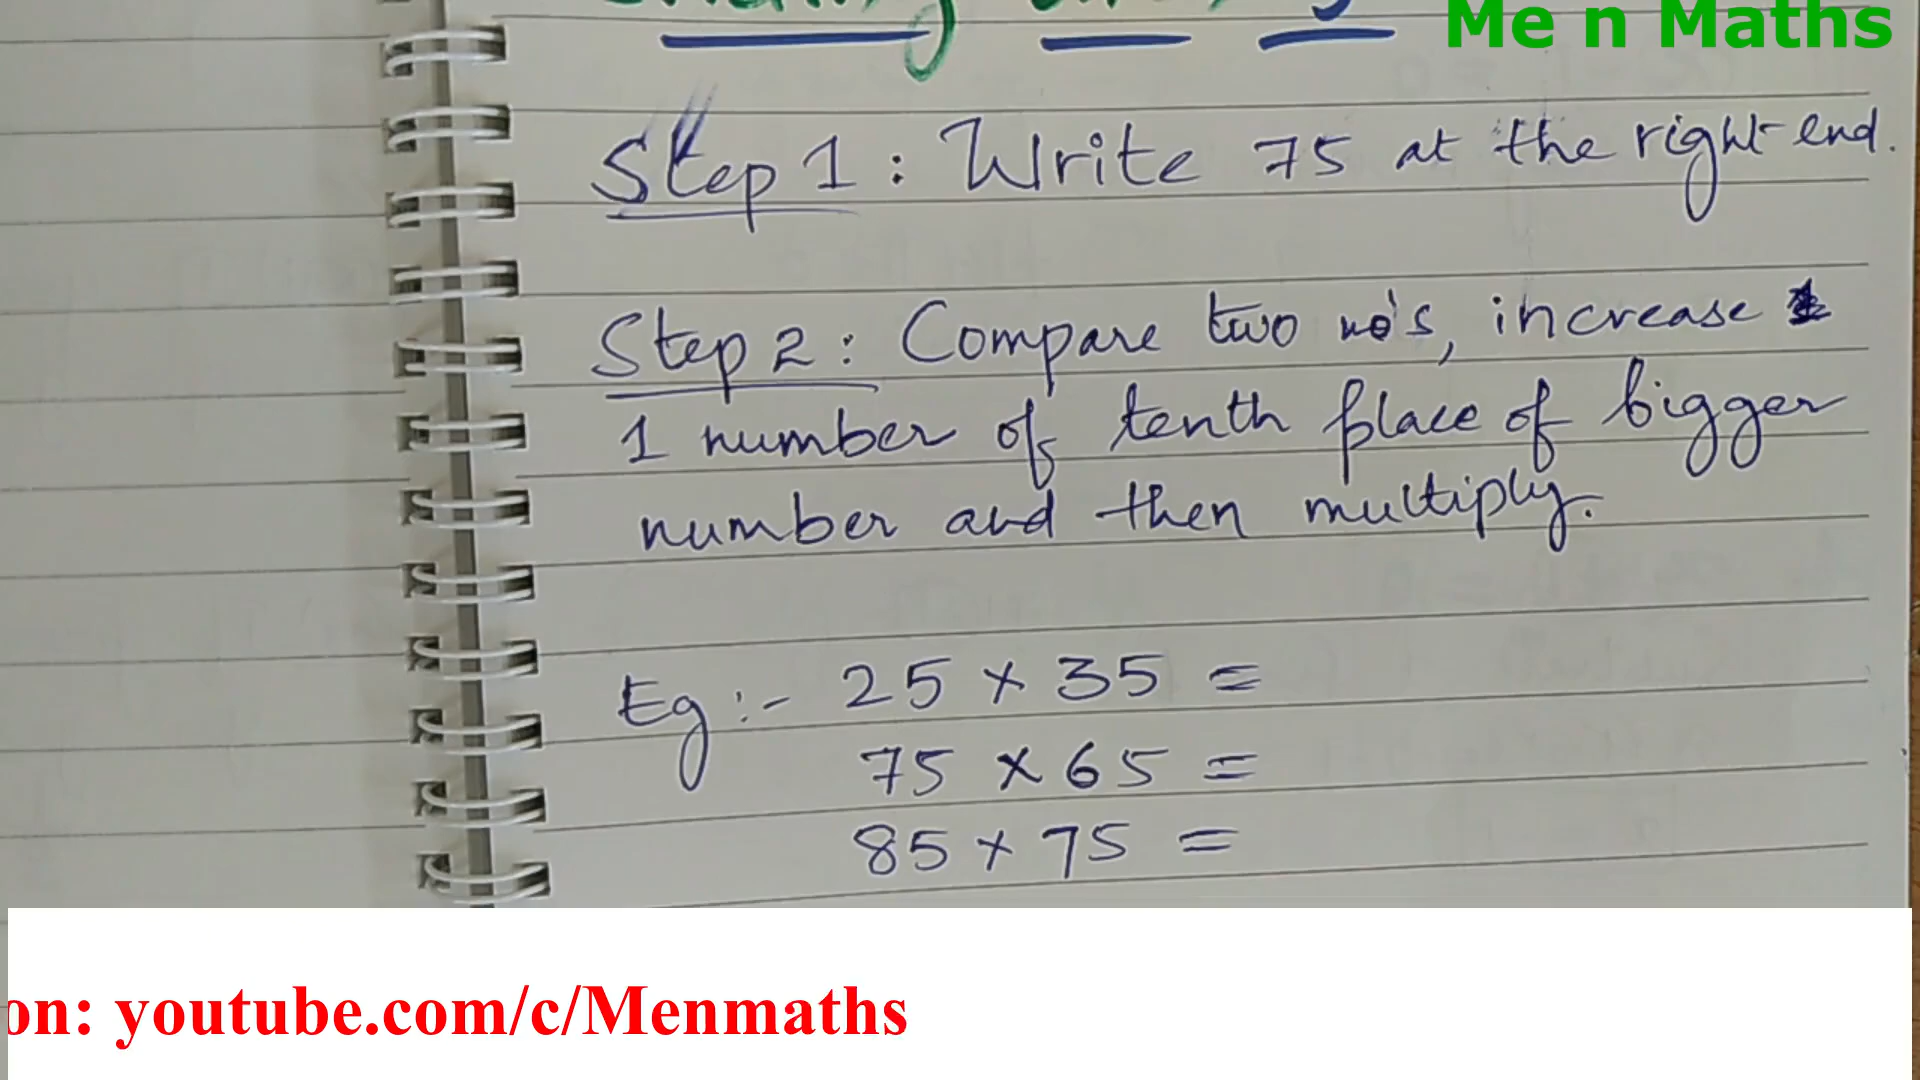 Me n Maths
Step 1 : Write 75 at the right end.
Step 2 : Compare two no's, increase
1 number of tenth place of bigger
number and then multiply.
Eg :- 25 × 35 =
75 × 65 =
85 × 75 =
on: youtube.com/c/Menmaths